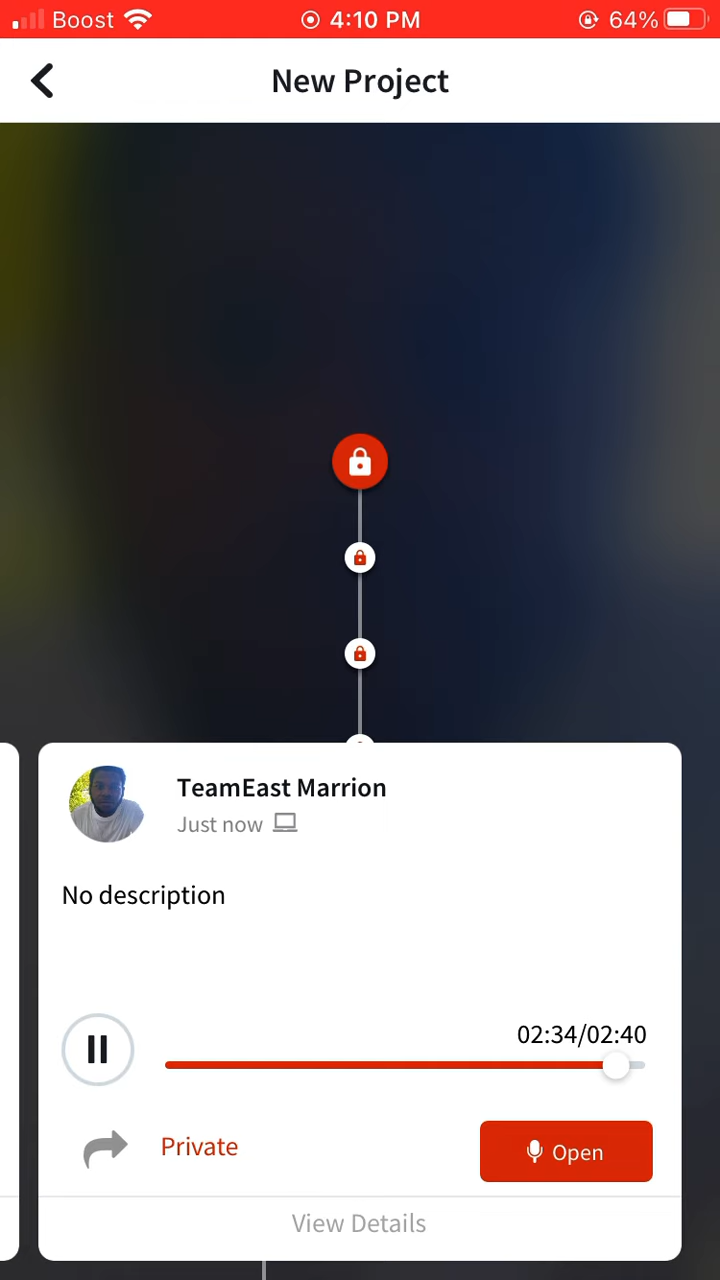 Boost 4:10 PM 64%
New Project
TeamEast Marrion
Just now
No description
02:34/02:40
Private
Open
View Details